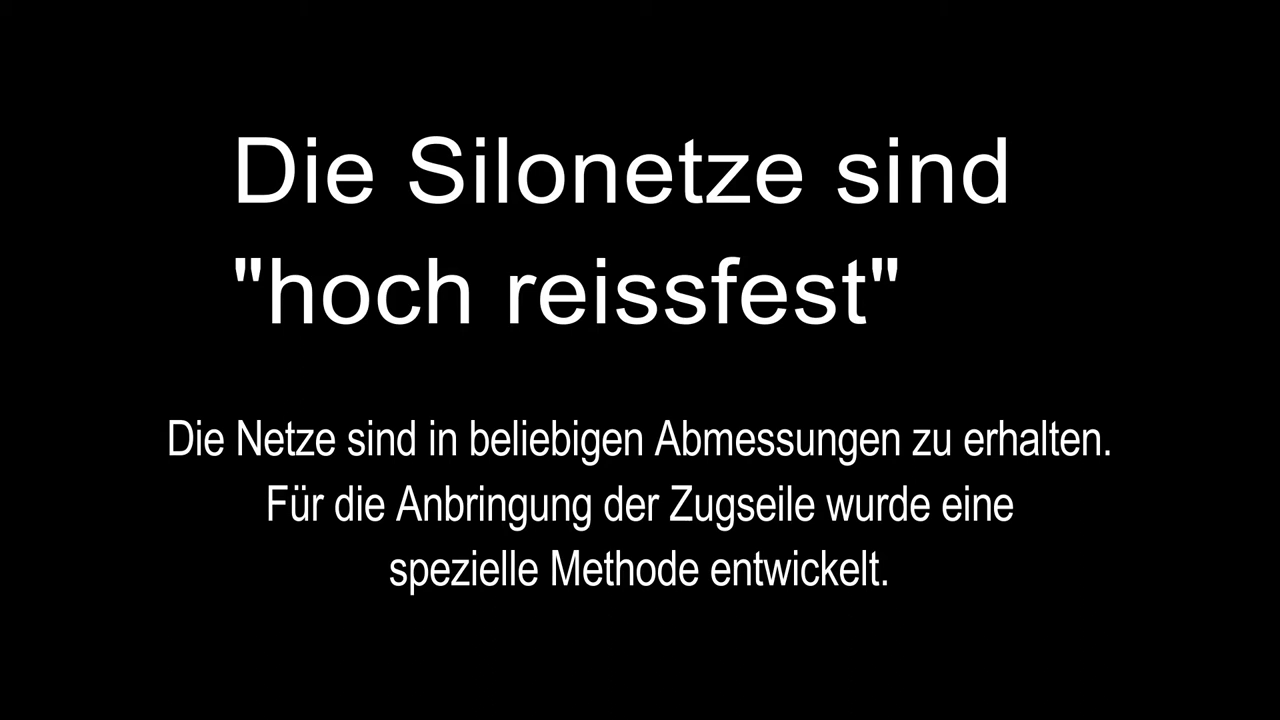 Die Silonetze sind
"hoch reissfest"
Die Netze sind in beliebigen Abmessungen zu erhalten.
Für die Anbringung der Zugseile wurde eine
spezielle Methode entwickelt.